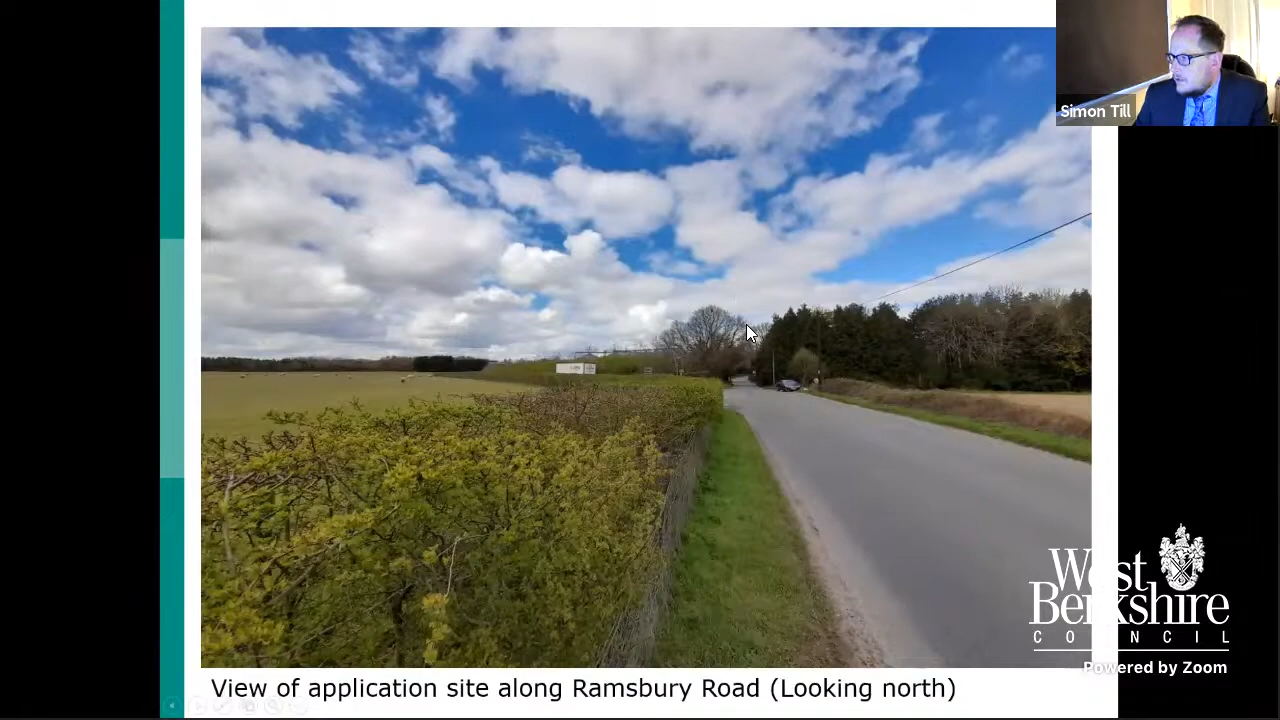 Simon Till
West
Berkshire
COUNCIL
Powered by Zoom
View of application site along Ramsbury Road (Looking north)